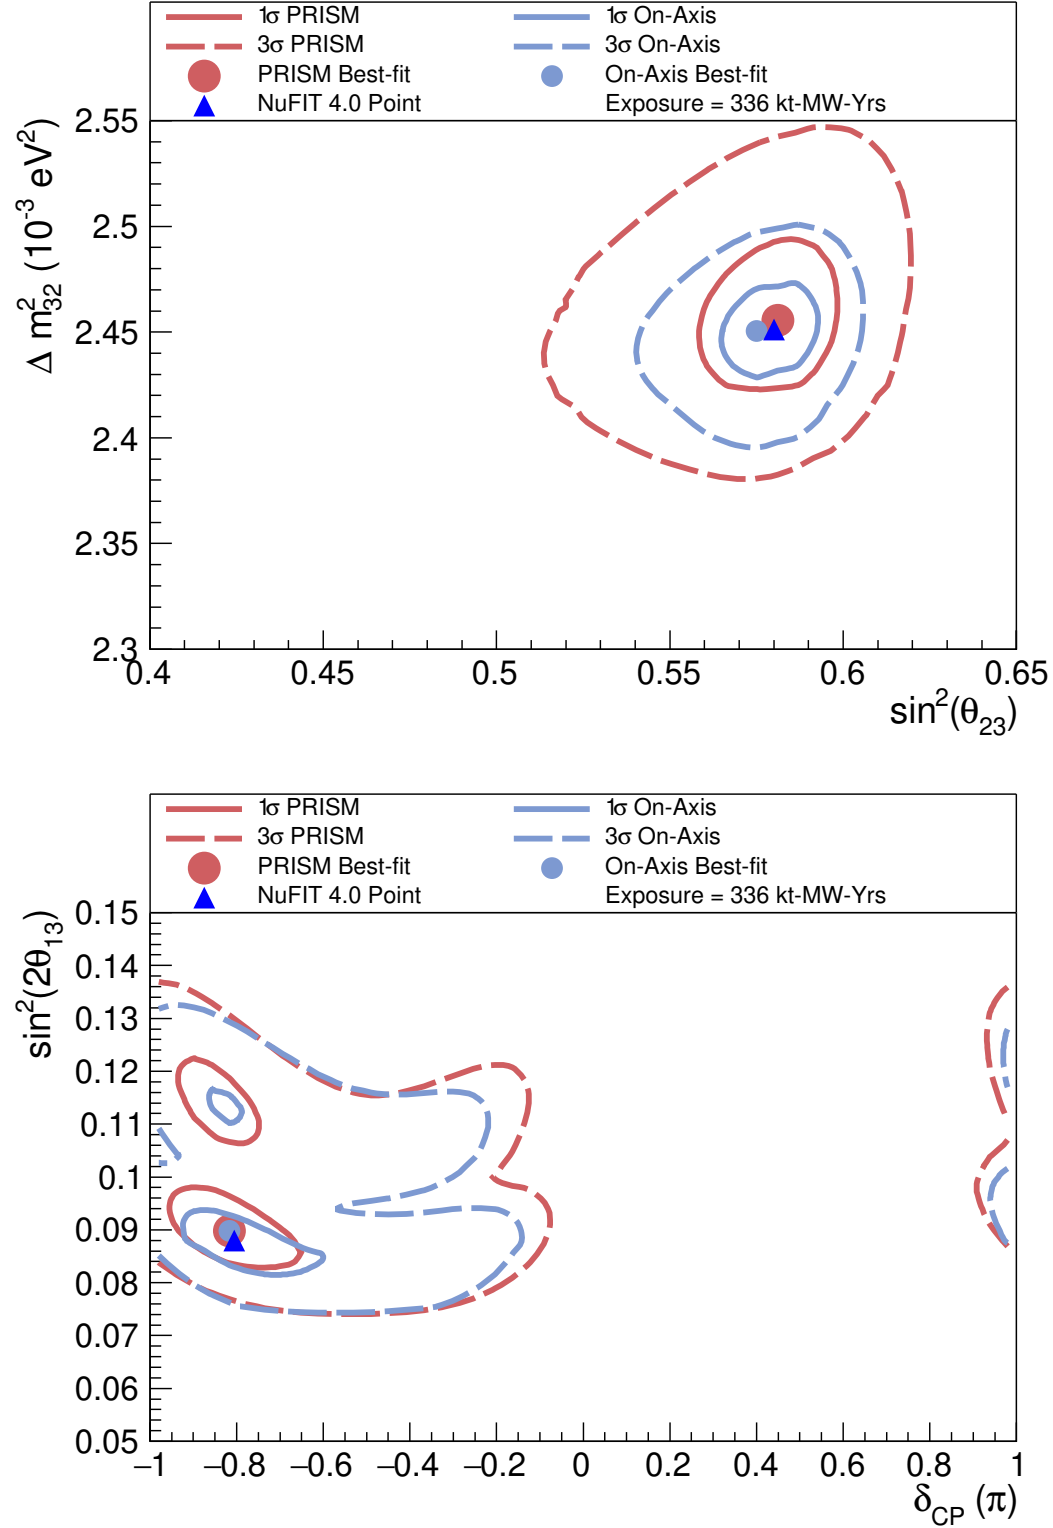 1σ PRISM 1σ On-Axis
3σ PRISM 3σ On-Axis
PRISM Best-fit On-Axis Best-fit
NuFIT 4.0 Point Exposure = 336 kt-MW-Yrs
Δ m²₃₂ (10⁻³ eV²)
2.55
2.5
2.45
2.4
2.35
2.3
0.4 0.45 0.5 0.55 0.6 0.65
sin²(θ₂₃)
1σ PRISM 1σ On-Axis
3σ PRISM 3σ On-Axis
PRISM Best-fit On-Axis Best-fit
NuFIT 4.0 Point Exposure = 336 kt-MW-Yrs
sin²(2θ₁₃)
0.15
0.14
0.13
0.12
0.11
0.1
0.09
0.08
0.07
0.06
0.05
−1 −0.8 −0.6 −0.4 −0.2 0 0.2 0.4 0.6 0.8 1
δ_CP (π)